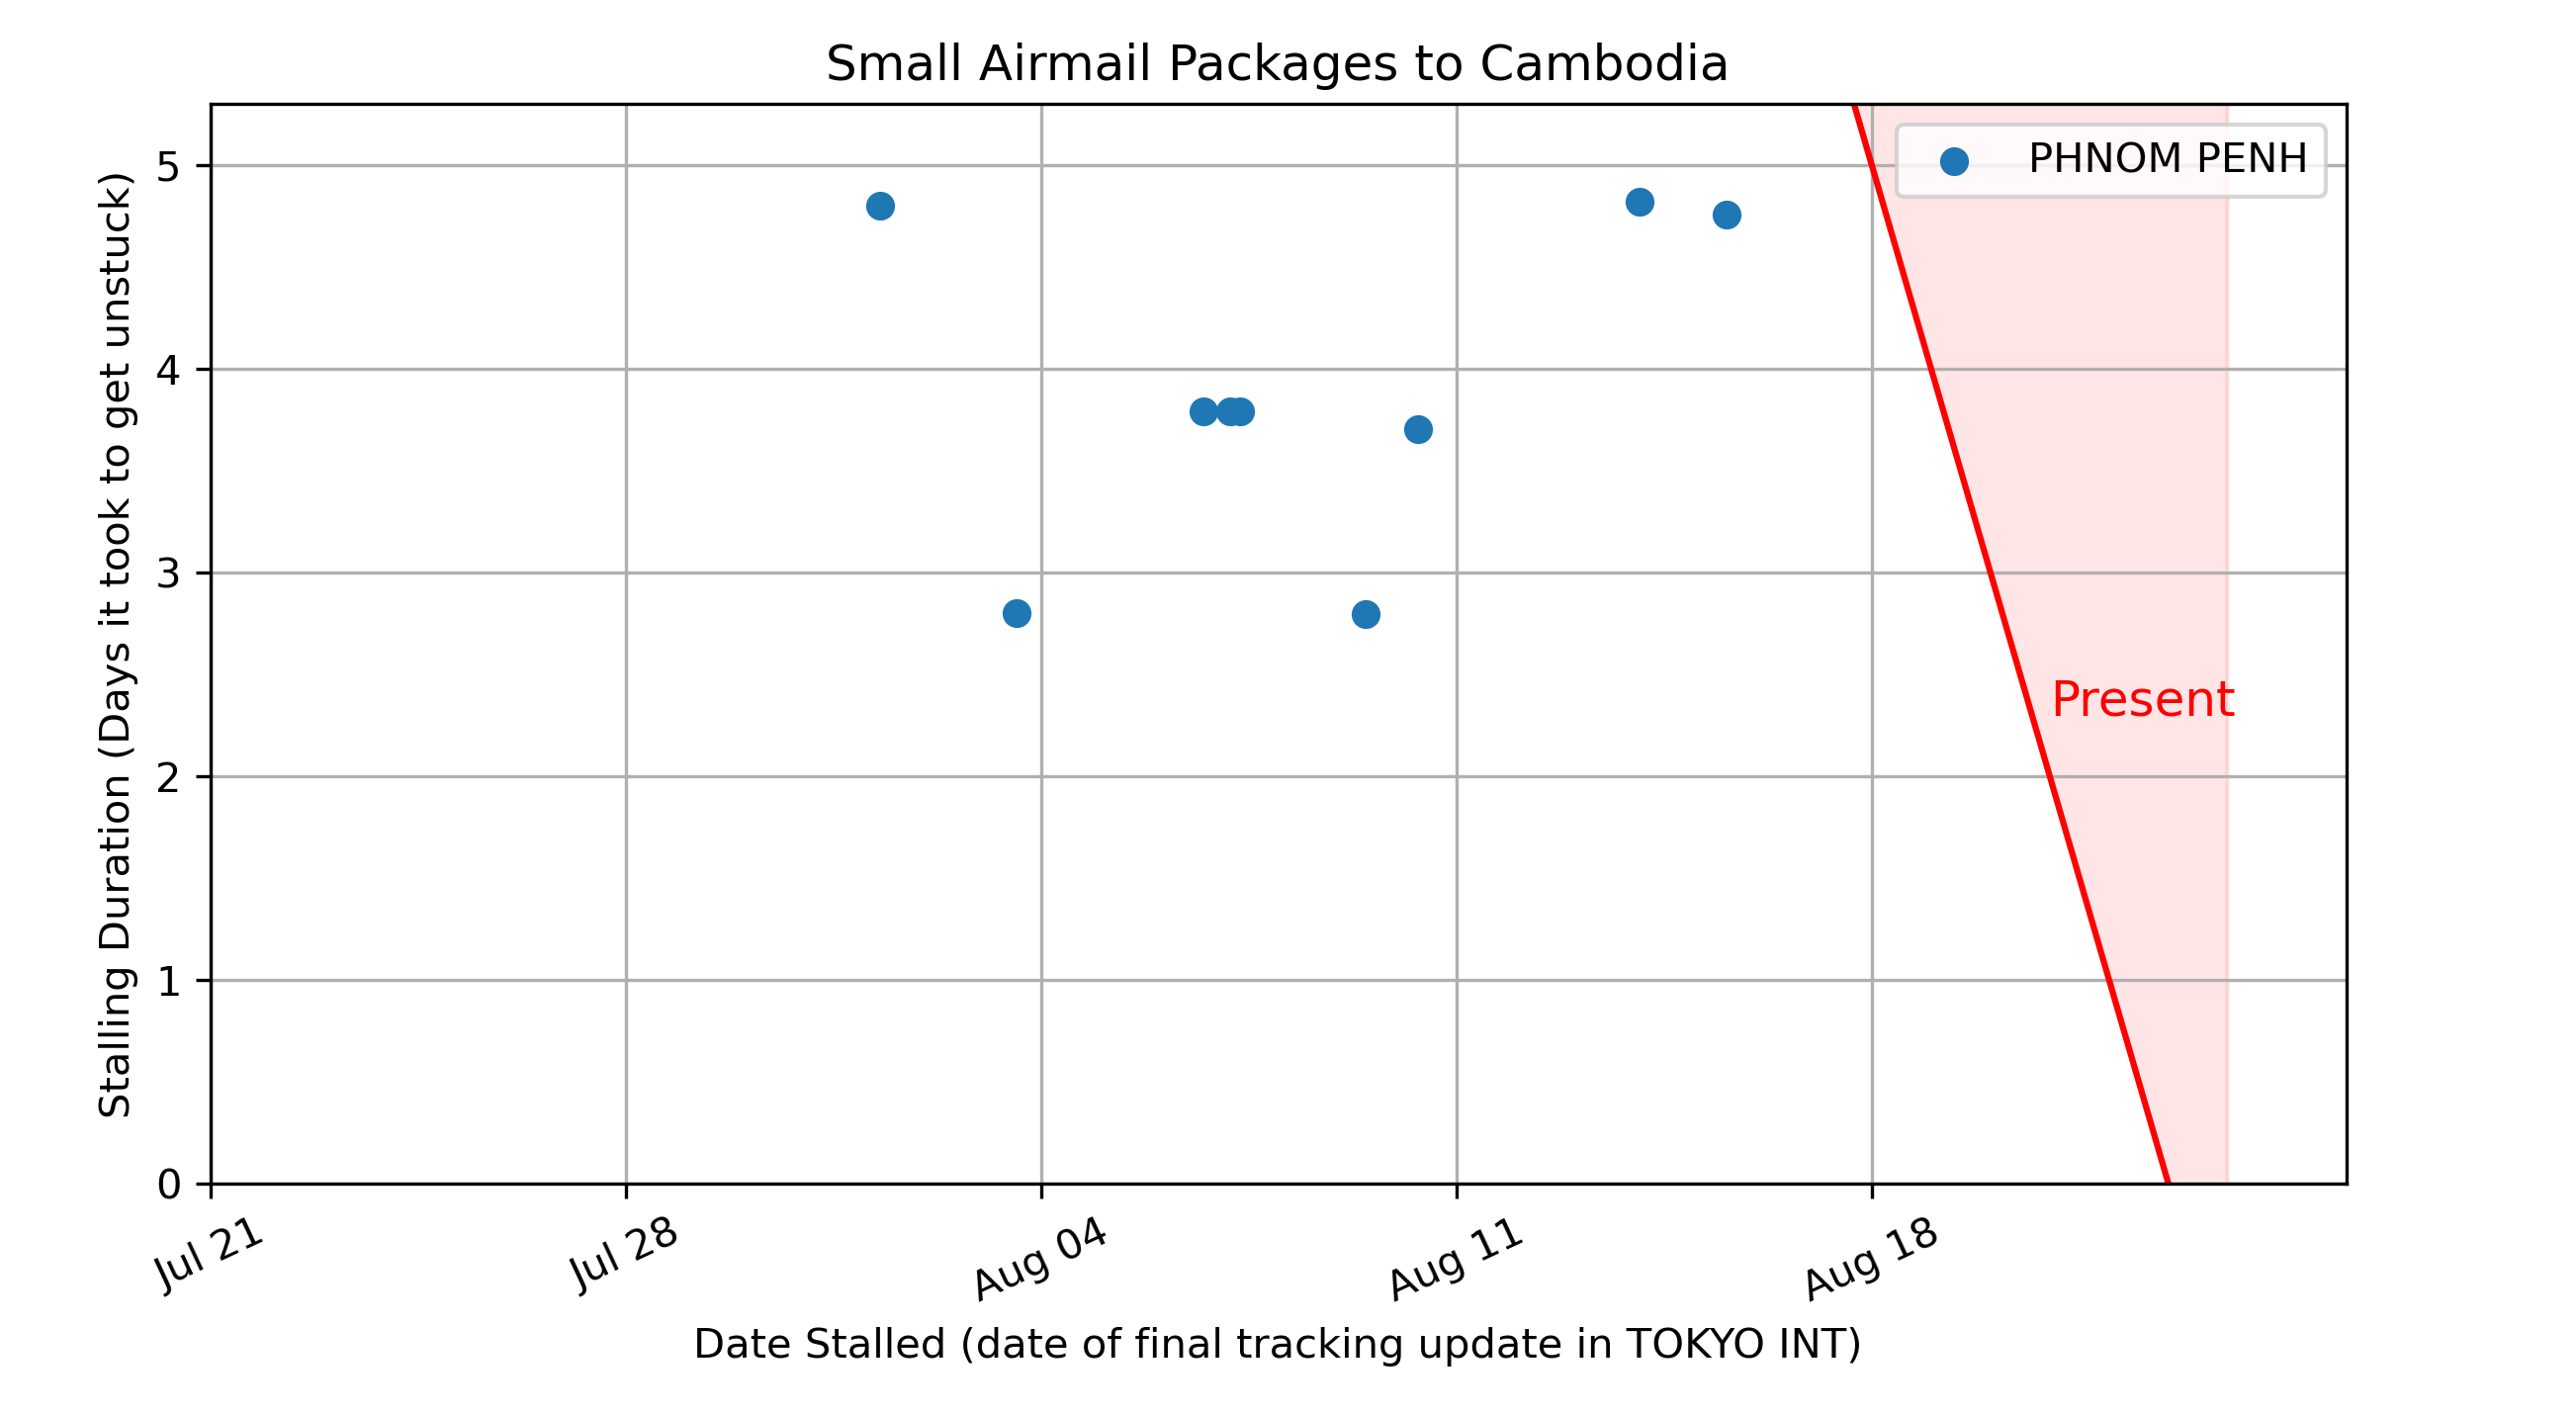 Small Airmail Packages to Cambodia
PHNOM PENH
Stalling Duration (Days it took to get unstuck)
5
4
3
2
1
0
Present
Jul 21
Jul 28
Aug 04
Aug 11
Aug 18
Date Stalled (date of final tracking update in TOKYO INT)